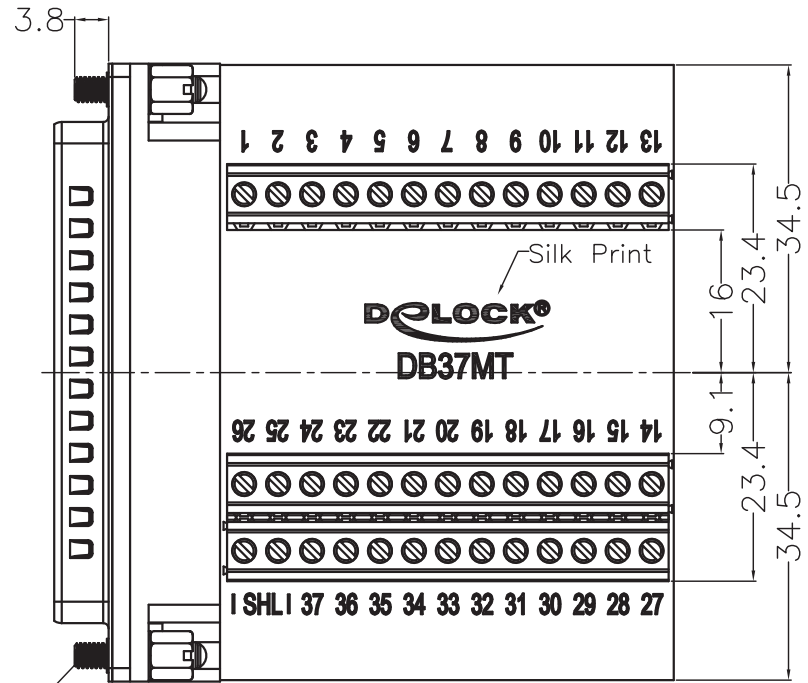 3.8
1 2 3 4 5 6 7 8 9 10 11 12 13
Silk Print
DELOCK®
DB37MT
26 25 24 23 22 21 20 19 18 17 16 15 14
| SHL | 37 36 35 34 33 32 31 30 29 28 27
16
23.4
34.5
9.1
23.4
34.5